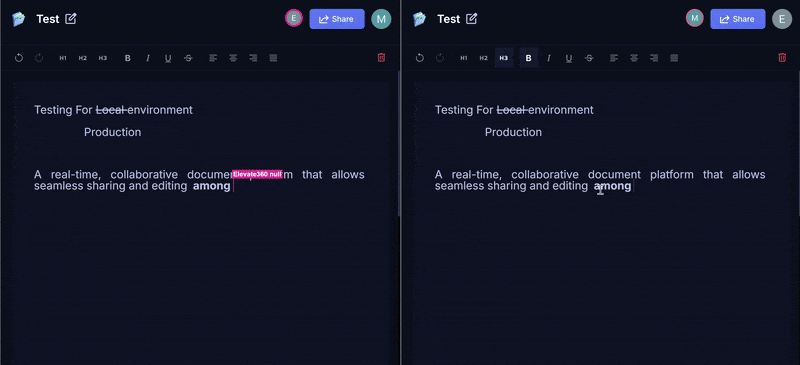 Test
E
Share
M
H1 H2 H3 B I U S
Testing For Local environment
Production
A real-time, collaborative documen Elevate360 null m that allows
seamless sharing and editing among
Test
M
Share
E
H1 H2 H3 B I U S
Testing For Local environment
Production
A real-time, collaborative document platform that allows
seamless sharing and editing among